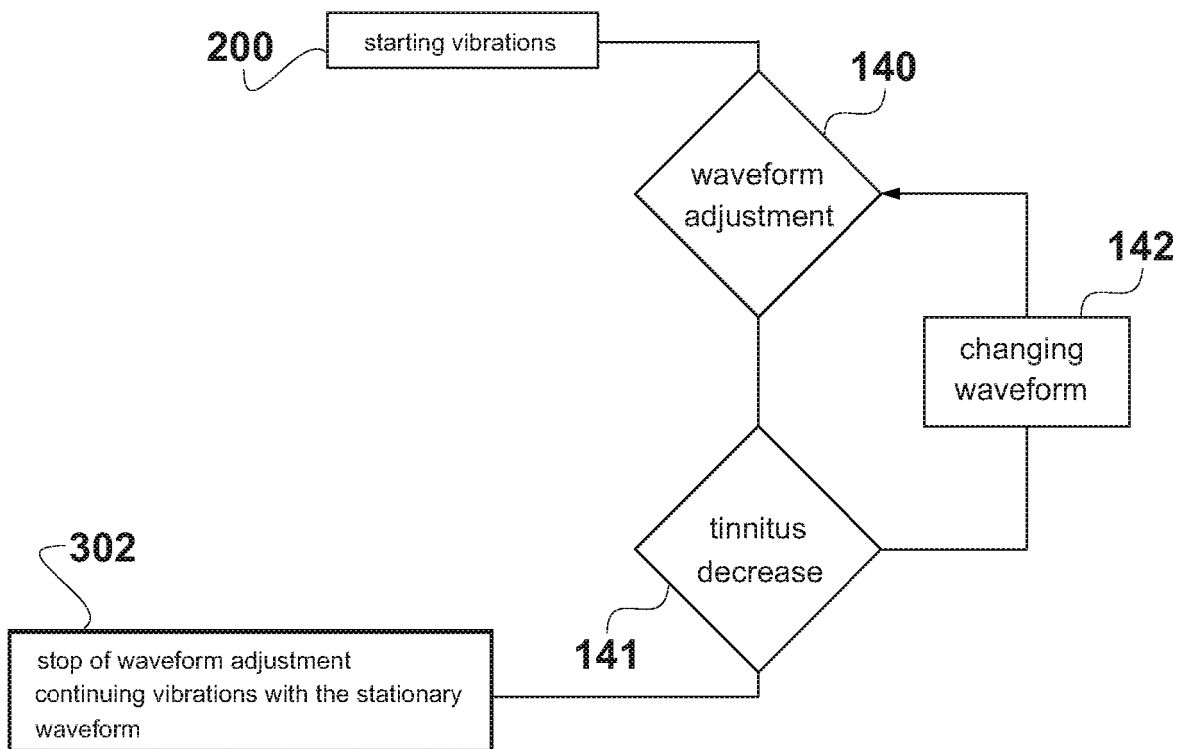 200
starting vibrations
140
waveform
adjustment
142
changing
waveform
tinnitus
decrease
141
302
stop of waveform adjustment
continuing vibrations with the stationary
waveform